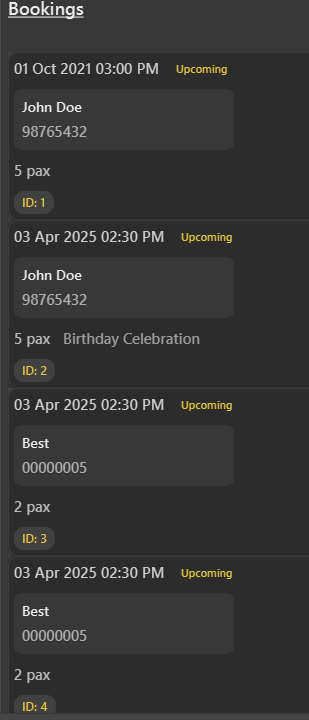 Bookings
01 Oct 2021 03:00 PM Upcoming
John Doe
98765432
5 pax
ID: 1
03 Apr 2025 02:30 PM Upcoming
John Doe
98765432
5 pax Birthday Celebration
ID: 2
03 Apr 2025 02:30 PM Upcoming
Best
00000005
2 pax
ID: 3
03 Apr 2025 02:30 PM Upcoming
Best
00000005
2 pax
ID: 4